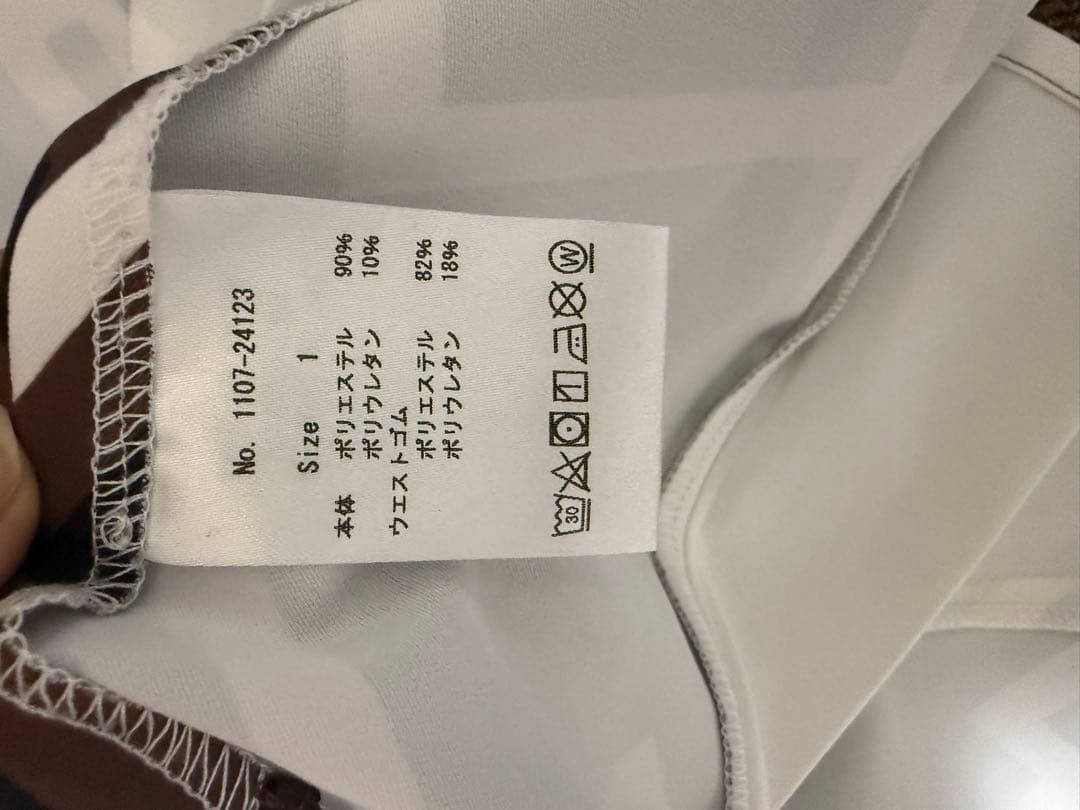 No. 1107-24123
Size 1
本体 ポリエステル 90%
ポリウレタン 10%
ウエストゴム
ポリエステル 82%
ポリウレタン 18%
30 W